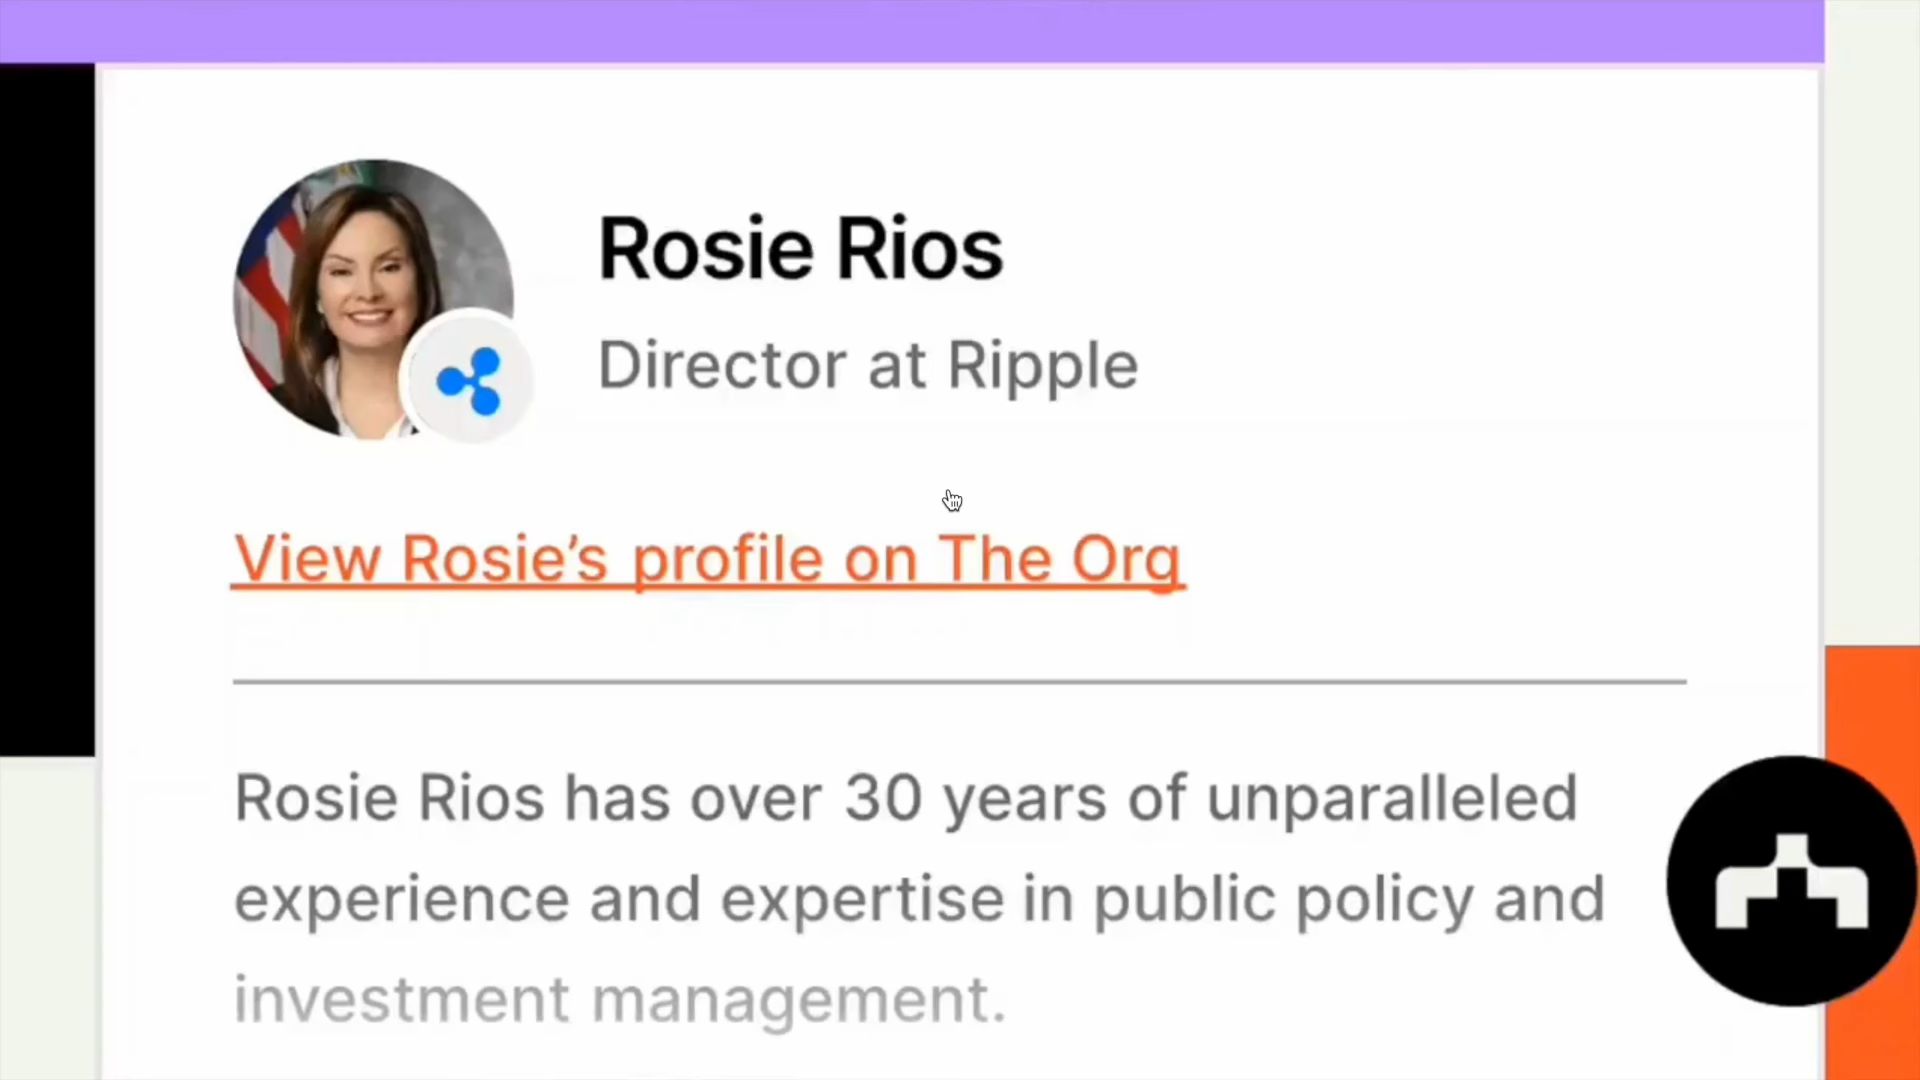 Rosie Rios
Director at Ripple
View Rosie's profile on The Org
Rosie Rios has over 30 years of unparalleled
experience and expertise in public policy and
investment management.